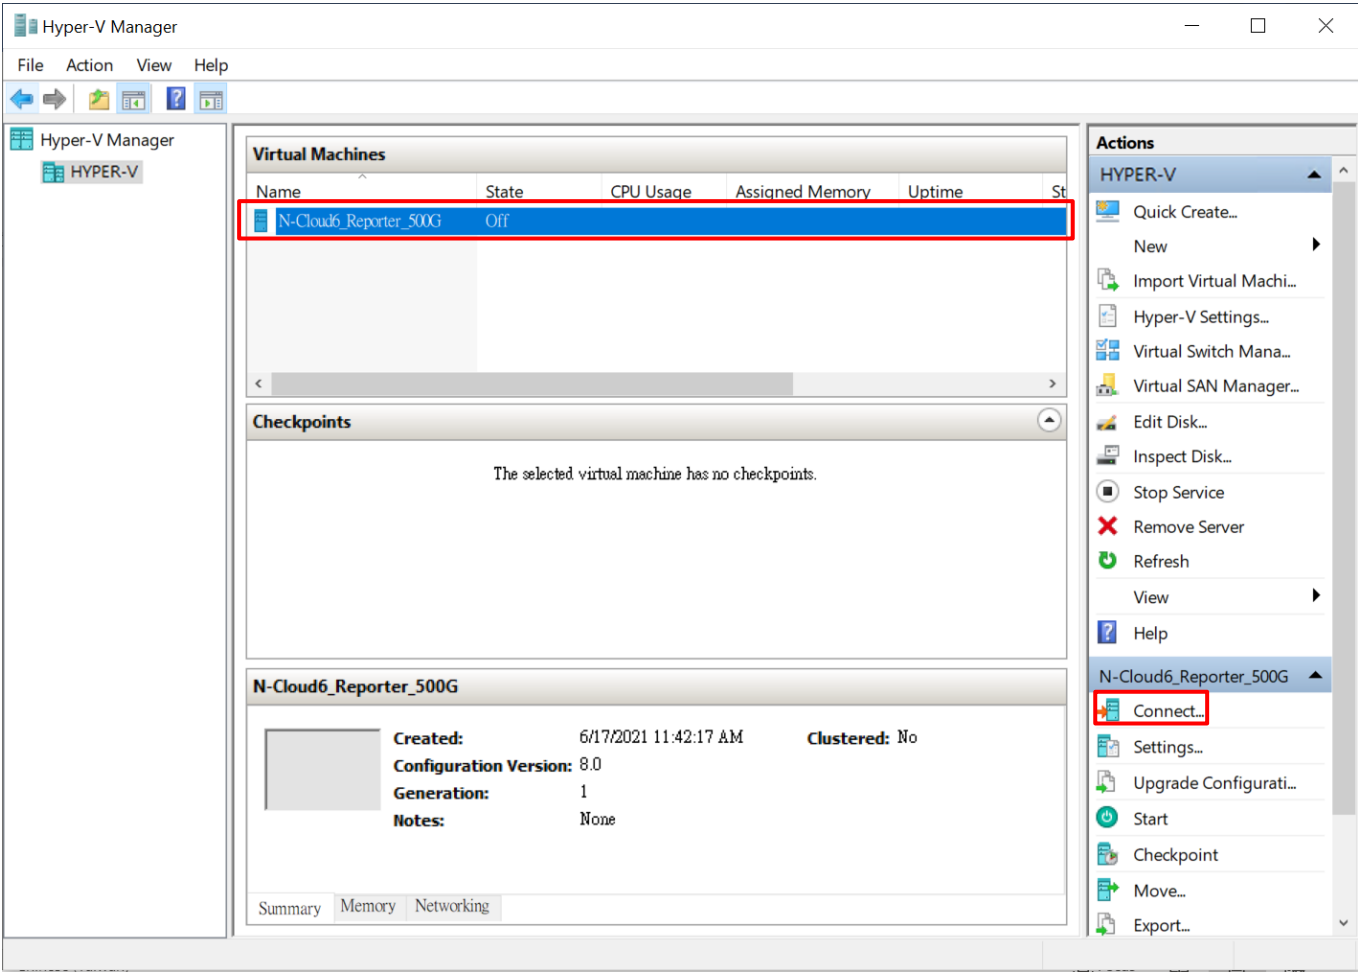 Hyper-V Manager
File Action View Help
Hyper-V Manager
HYPER-V
Virtual Machines
Name State CPU Usage Assigned Memory Uptime St
N-Cloud6_Reporter_500G Off
Checkpoints
The selected virtual machine has no checkpoints.
N-Cloud6_Reporter_500G
Created: 6/17/2021 11:42:17 AM Clustered: No
Configuration Version: 8.0
Generation: 1
Notes: None
Summary Memory Networking
Actions
HYPER-V
Quick Create...
New
Import Virtual Machi...
Hyper-V Settings...
Virtual Switch Mana...
Virtual SAN Manager...
Edit Disk...
Inspect Disk...
Stop Service
Remove Server
Refresh
View
Help
N-Cloud6_Reporter_500G
Connect...
Settings...
Upgrade Configurati...
Start
Checkpoint
Move...
Export...